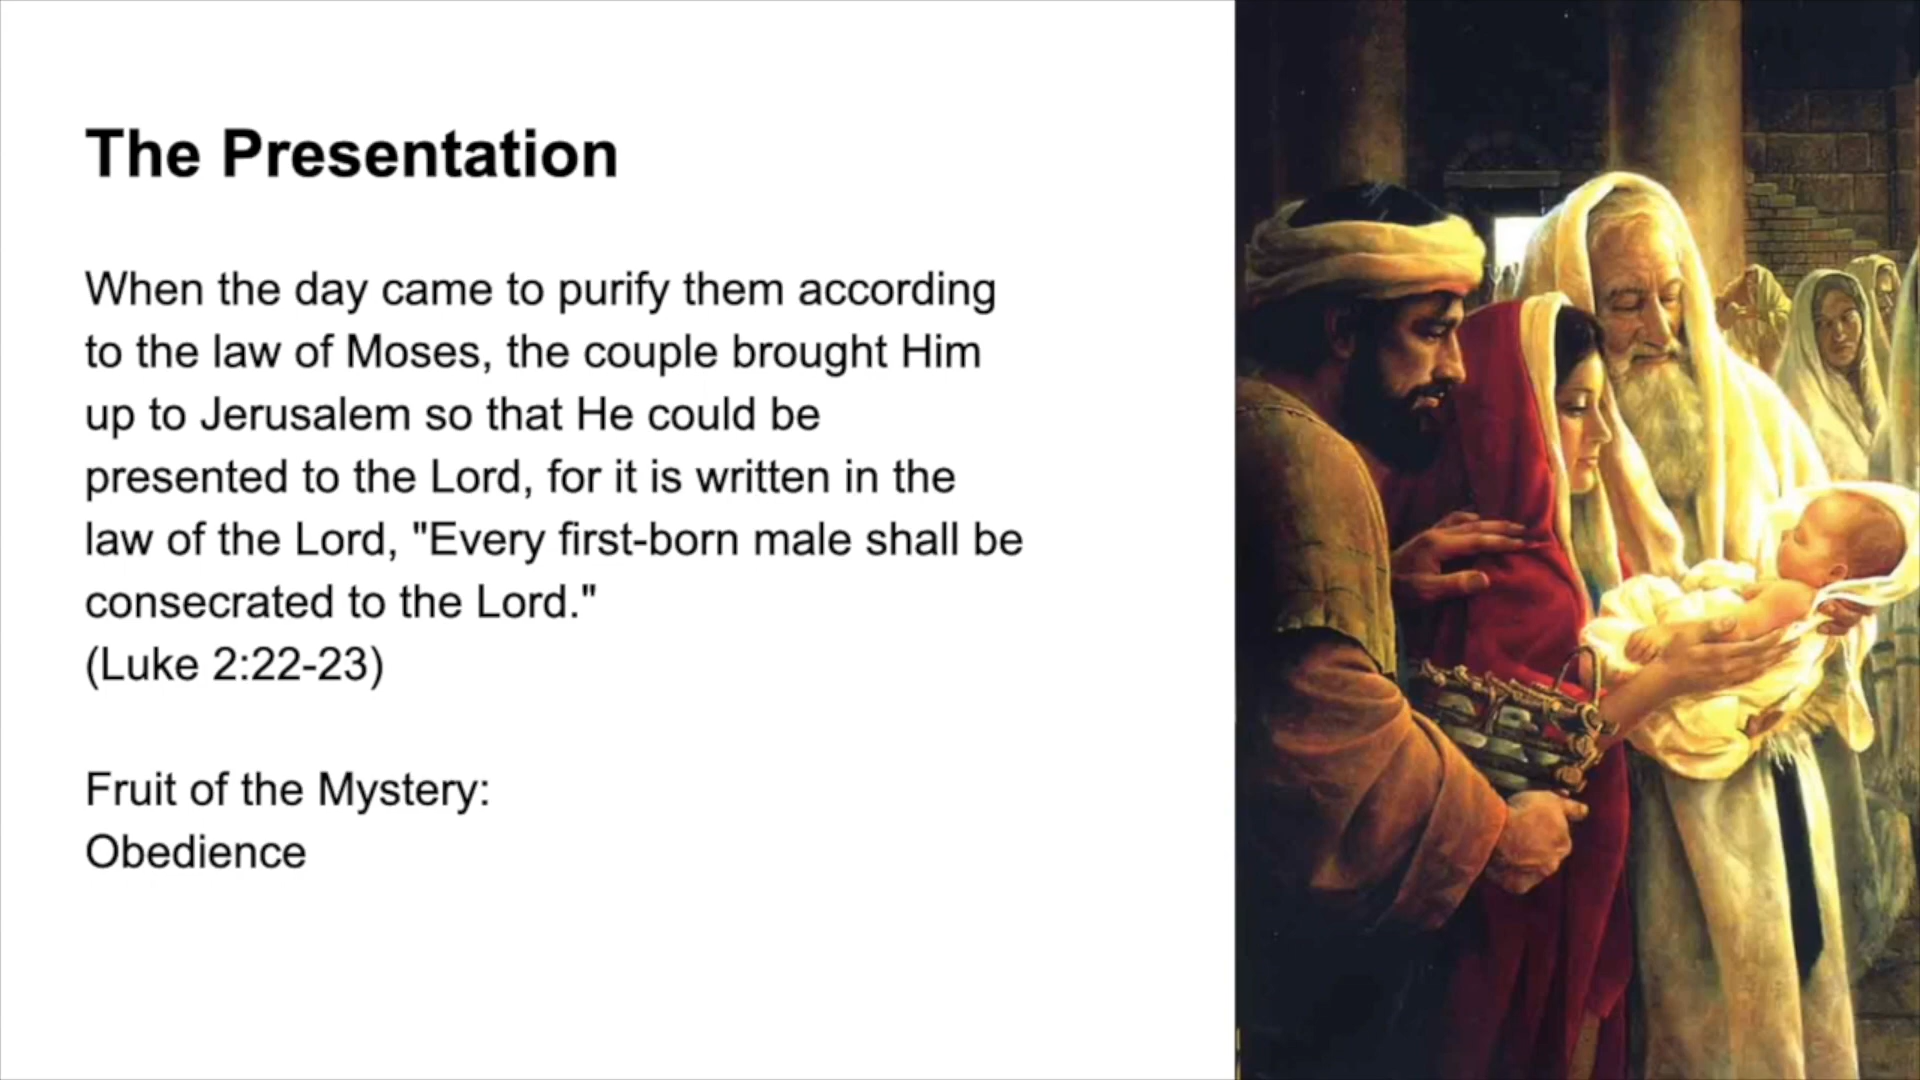 The Presentation
When the day came to purify them according
to the law of Moses, the couple brought Him
up to Jerusalem so that He could be
presented to the Lord, for it is written in the
law of the Lord, "Every first-born male shall be
consecrated to the Lord."
(Luke 2:22-23)
Fruit of the Mystery:
Obedience